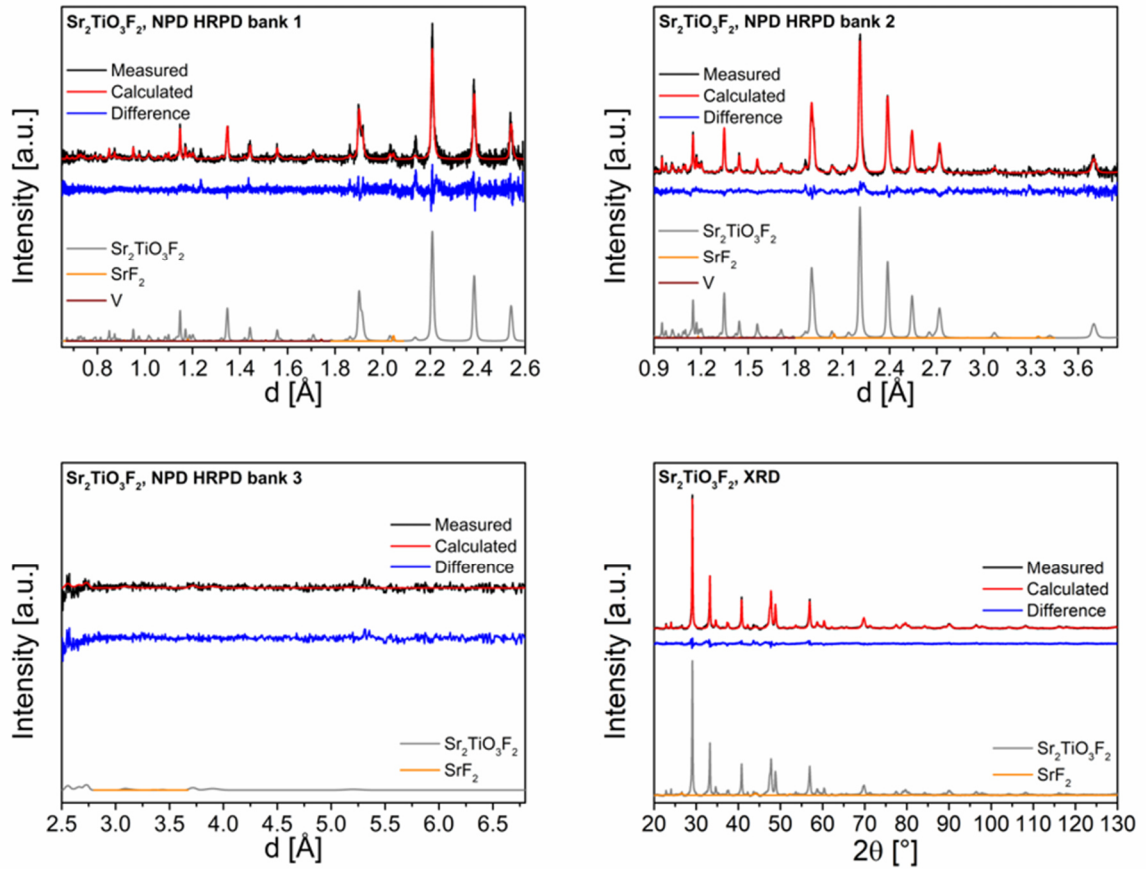 Sr2TiO3F2, NPD HRPD bank 1
Measured
Calculated
Difference
Sr2TiO3F2
SrF2
V
Intensity [a.u.]
0.8 1.0 1.2 1.4 1.6 1.8 2.0 2.2 2.4 2.6
d [Å]
Sr2TiO3F2, NPD HRPD bank 2
Measured
Calculated
Difference
Sr2TiO3F2
SrF2
V
Intensity [a.u.]
0.9 1.2 1.5 1.8 2.1 2.4 2.7 3.0 3.3 3.6
d [Å]
Sr2TiO3F2, NPD HRPD bank 3
Measured
Calculated
Difference
Sr2TiO3F2
SrF2
Intensity [a.u.]
2.5 3.0 3.5 4.0 4.5 5.0 5.5 6.0 6.5
d [Å]
Sr2TiO3F2, XRD
Measured
Calculated
Difference
Sr2TiO3F2
SrF2
Intensity [a.u.]
20 30 40 50 60 70 80 90 100 110 120 130
2θ [°]